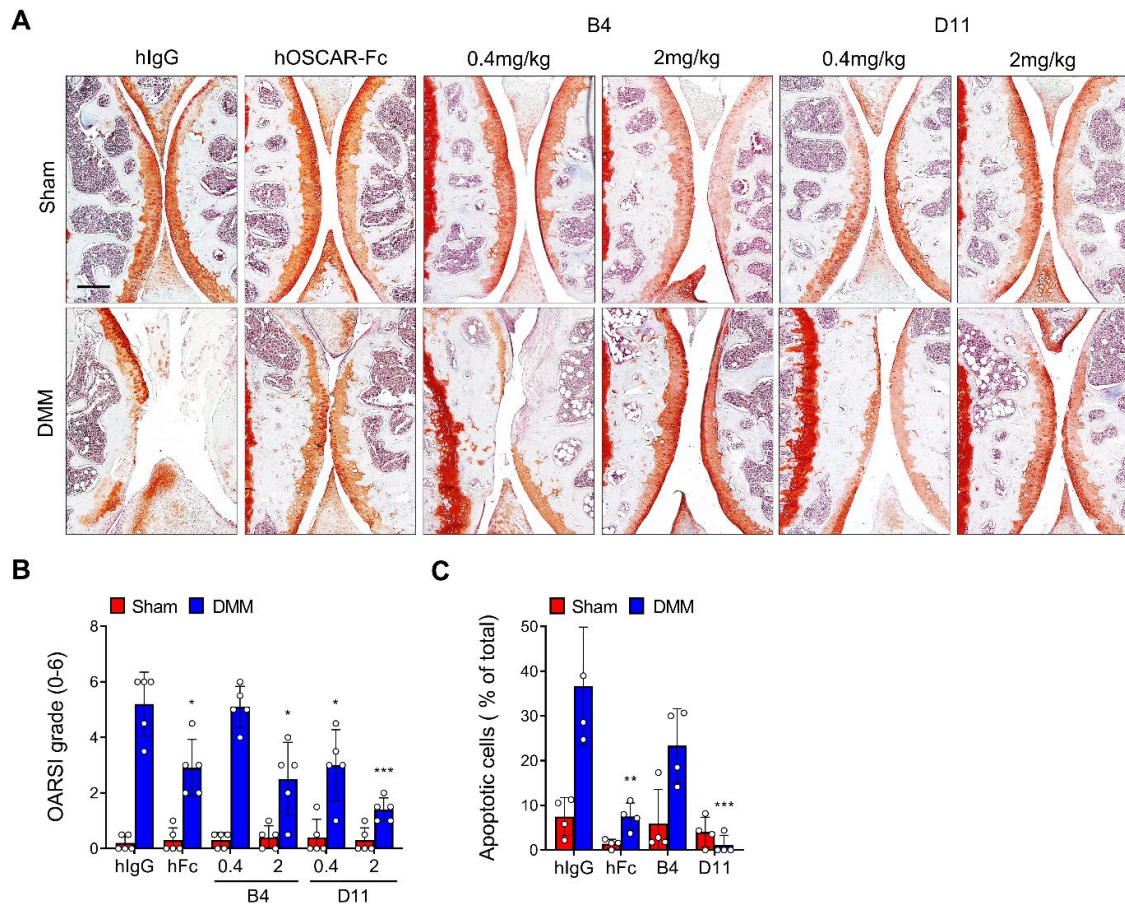 A
B4 D11
hIgG hOSCAR-Fc 0.4mg/kg 2mg/kg 0.4mg/kg 2mg/kg
Sham
DMM
B
Sham DMM
OARSI grade (0-6)
8
6
4
2
0
* * * ***
hIgG hFc 0.4 2 0.4 2
B4 D11
C
Sham DMM
Apoptotic cells ( % of total)
50
40
30
20
10
0
** ***
hIgG hFc B4 D11